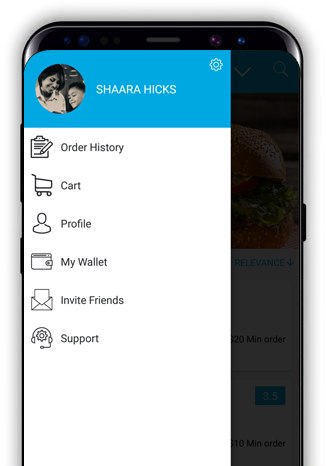 SHAARA HICKS
Order History
Cart
Profile
My Wallet
Invite Friends
Support
RELEVANCE
$20 Min order
3.5
$10 Min order